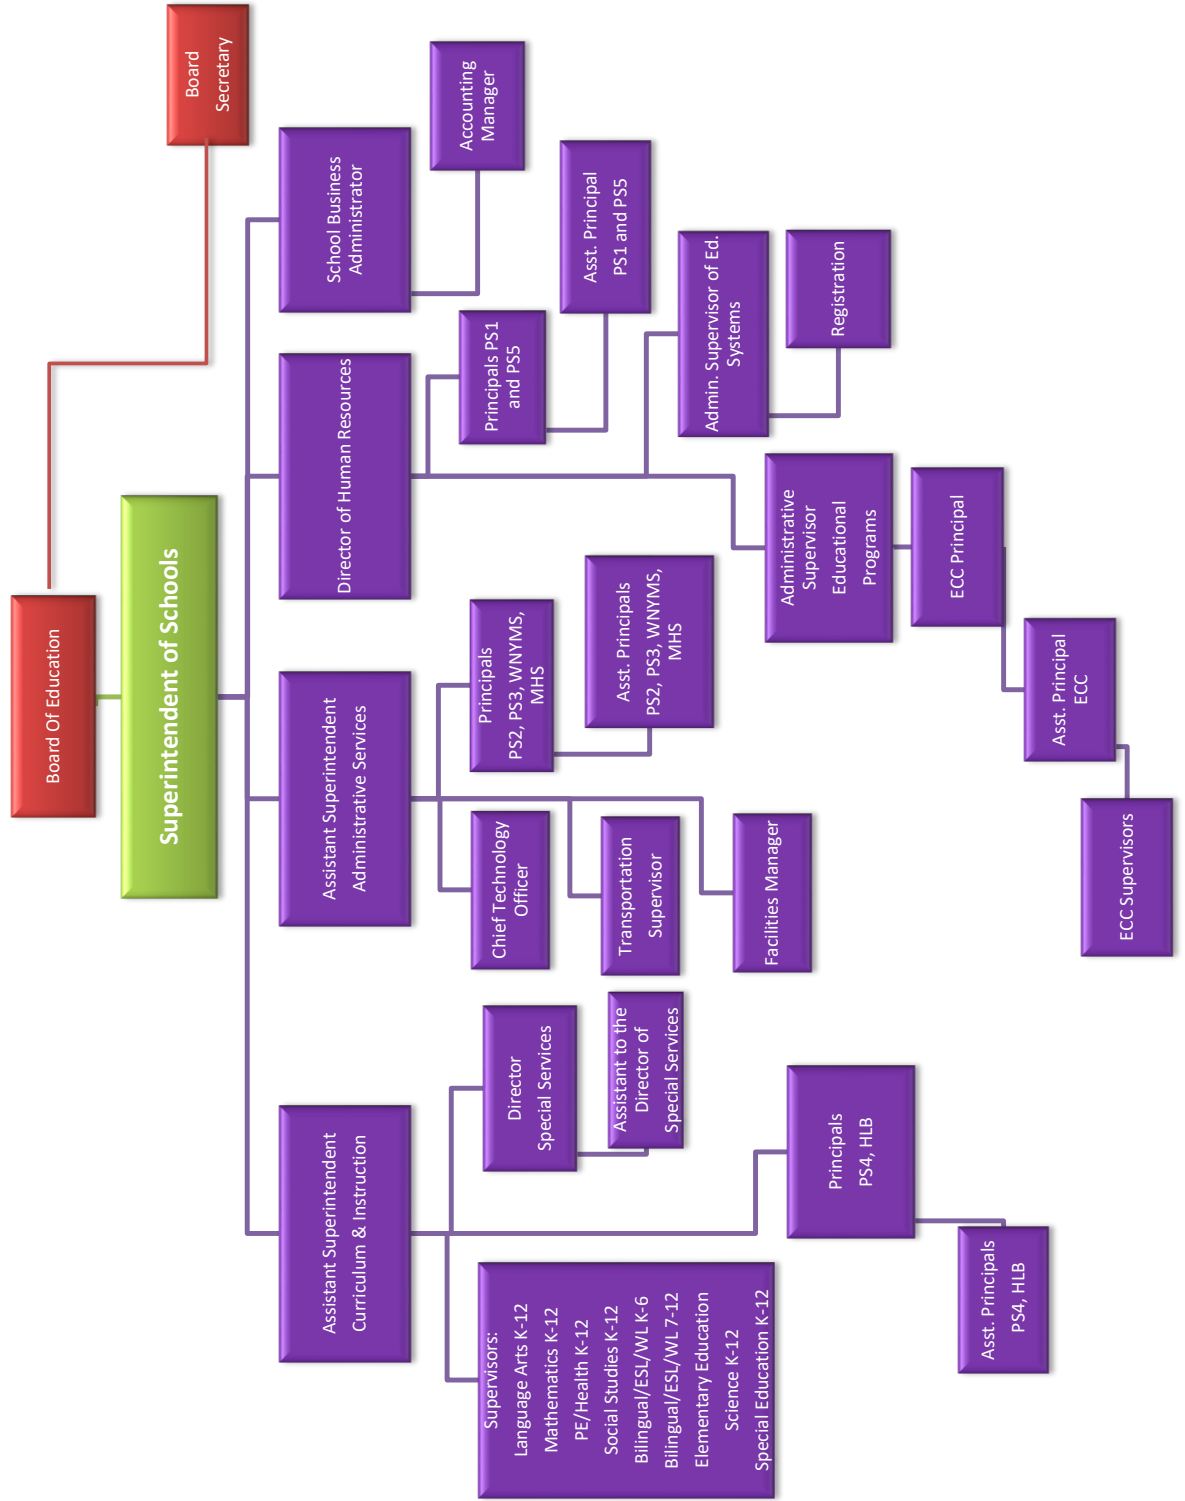 Board Of Education
Board
Secretary
Superintendent of Schools
Assistant Superintendent
Curriculum & Instruction
Assistant Superintendent
Administrative Services
Director of Human Resources
School Business
Administrator
Supervisors:
Language Arts K-12
Mathematics K-12
PE/Health K-12
Social Studies K-12
Bilingual/ESL/WL K-6
Bilingual/ESL/WL 7-12
Elementary Education
Science K-12
Special Education K-12
Director
Special Services
Assistant to the
Director of
Special Services
Principals
PS4, HLB
Asst. Principals
PS4, HLB
Chief Technology
Officer
Transportation
Supervisor
Facilities Manager
Principals
PS2, PS3, WNYMS,
MHS
Asst. Principals
PS2, PS3, WNYMS,
MHS
Principals PS1
and PS5
Asst. Principal
PS1 and PS5
Admin. Supervisor of Ed.
Systems
Registration
Administrative
Supervisor
Educational
Programs
ECC Principal
Asst. Principal
ECC
ECC Supervisors
Accounting
Manager